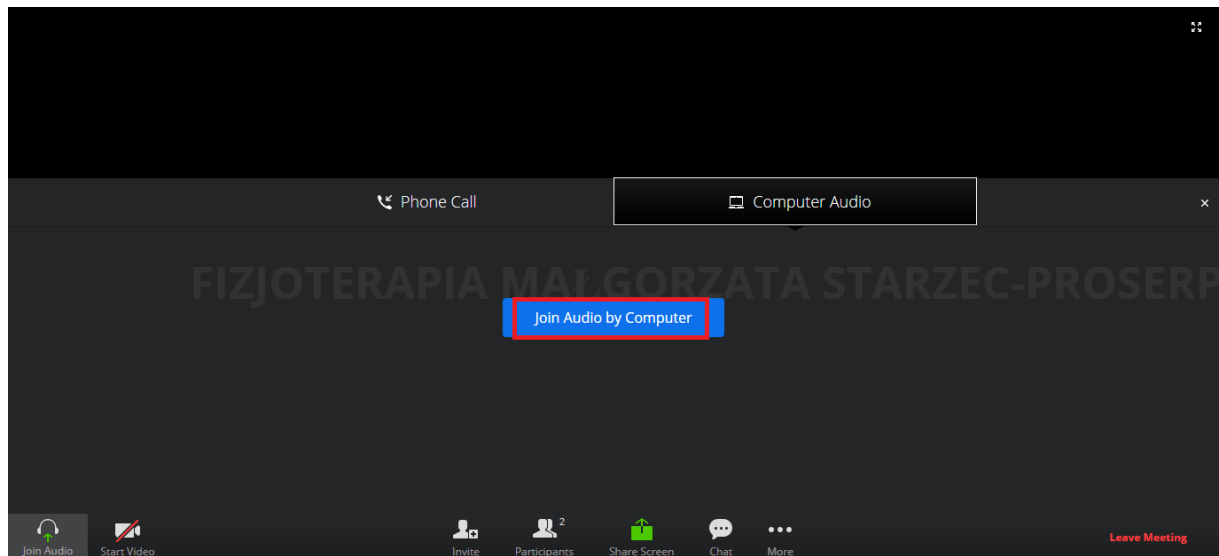 Phone Call
Computer Audio
FIZJOTERAPIA MAŁGORZATA STARZEC-PROSERP
Join Audio by Computer
Join Audio
Start Video
Invite
Participants
2
Share Screen
Chat
More
Leave Meeting